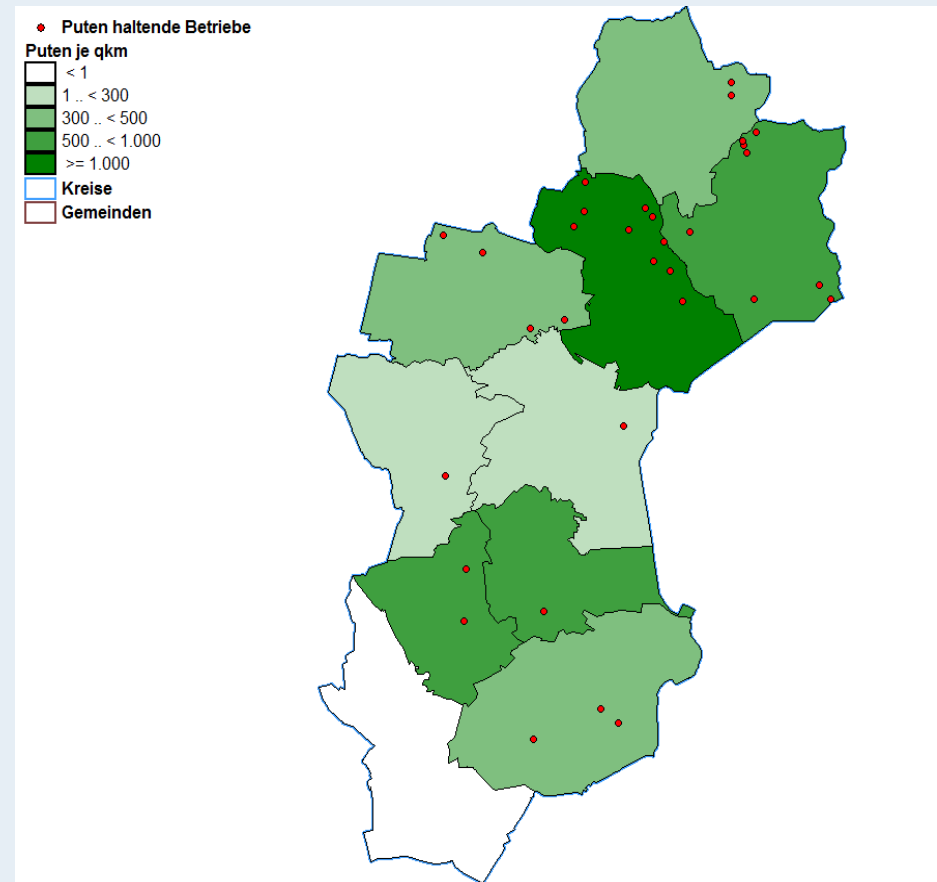 Puten haltende Betriebe
Puten je qkm
< 1
1 .. < 300
300 .. < 500
500 .. < 1.000
>= 1.000
Kreise
Gemeinden